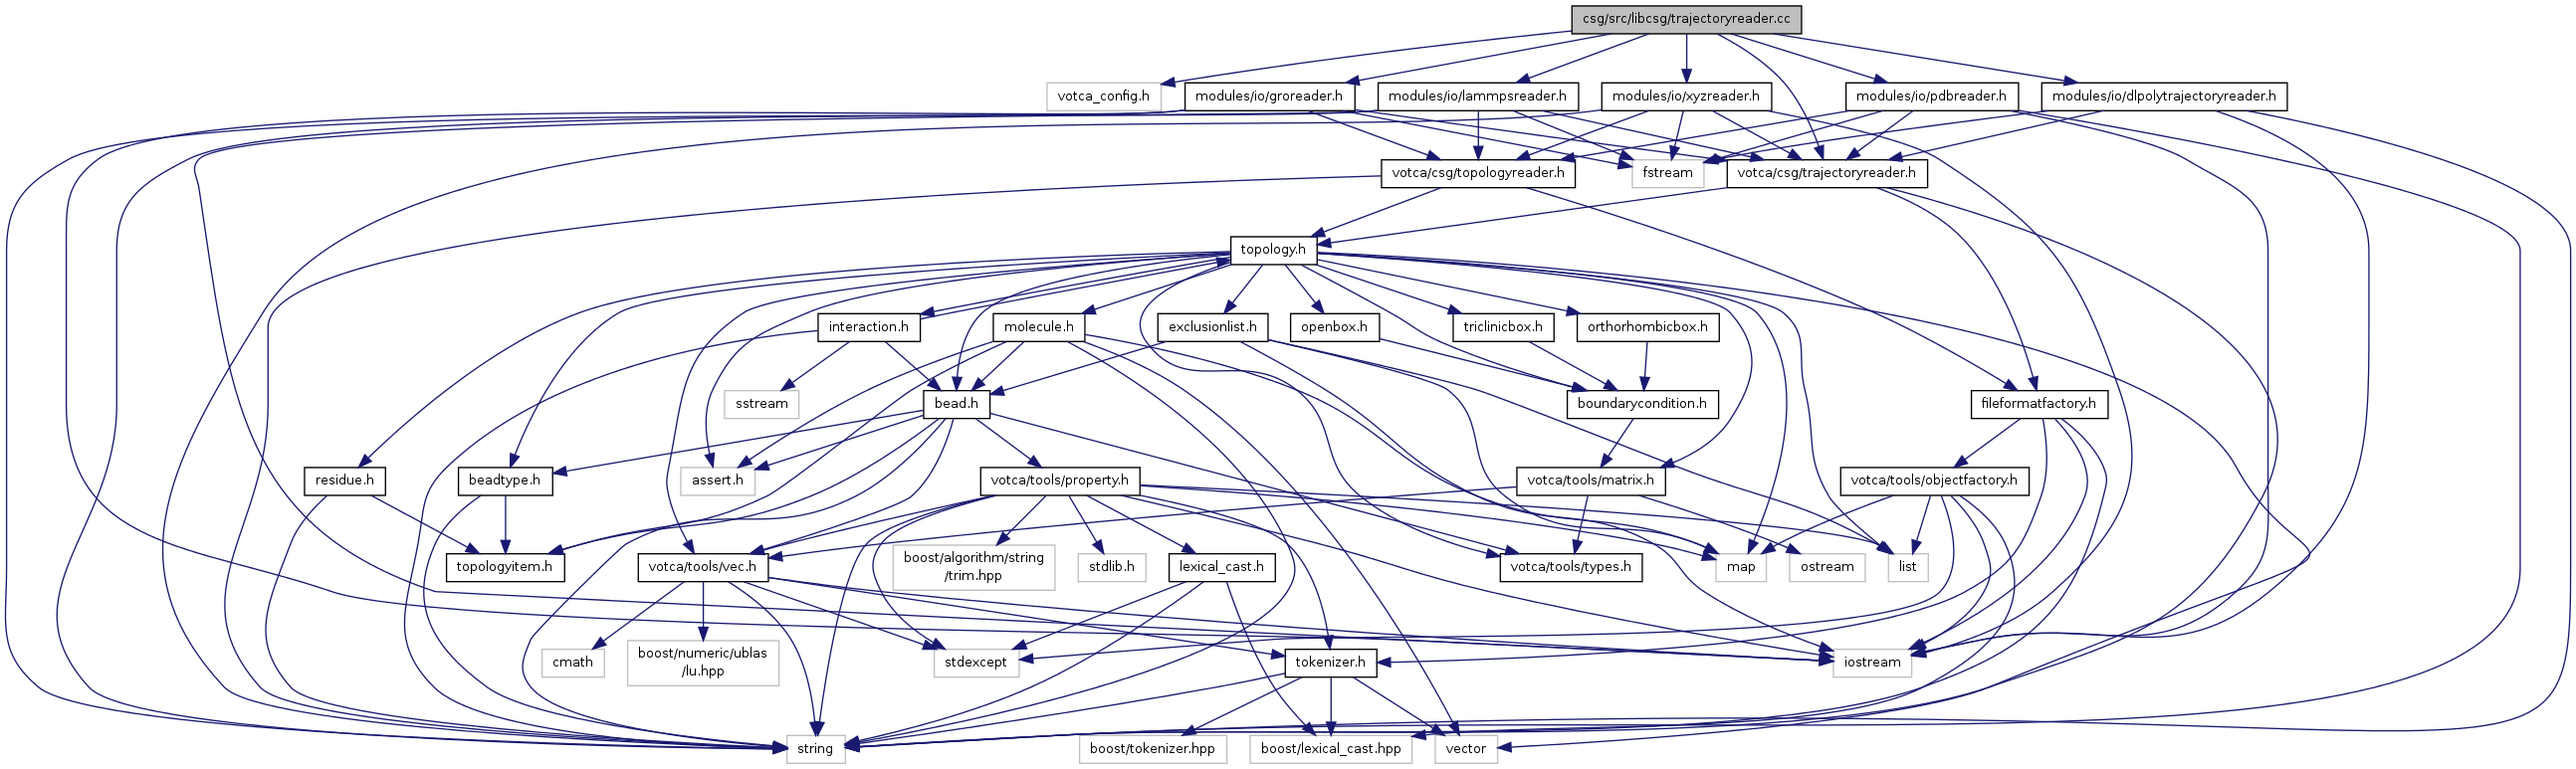 csg/src/libcsg/trajectoryreader.cc
votca_config.h
modules/io/groreader.h
modules/io/lammpsreader.h
modules/io/xyzreader.h
modules/io/pdbreader.h
modules/io/dlpolytrajectoryreader.h
votca/csg/topologyreader.h
fstream
votca/csg/trajectoryreader.h
topology.h
interaction.h
molecule.h
exclusionlist.h
openbox.h
triclinicbox.h
orthorhombicbox.h
sstream
bead.h
boundarycondition.h
fileformatfactory.h
residue.h
beadtype.h
assert.h
votca/tools/property.h
votca/tools/matrix.h
votca/tools/objectfactory.h
topologyitem.h
votca/tools/vec.h
boost/algorithm/string
/trim.hpp
stdlib.h
lexical_cast.h
votca/tools/types.h
map
ostream
list
cmath
boost/numeric/ublas
/lu.hpp
stdexcept
tokenizer.h
iostream
string
boost/tokenizer.hpp
boost/lexical_cast.hpp
vector